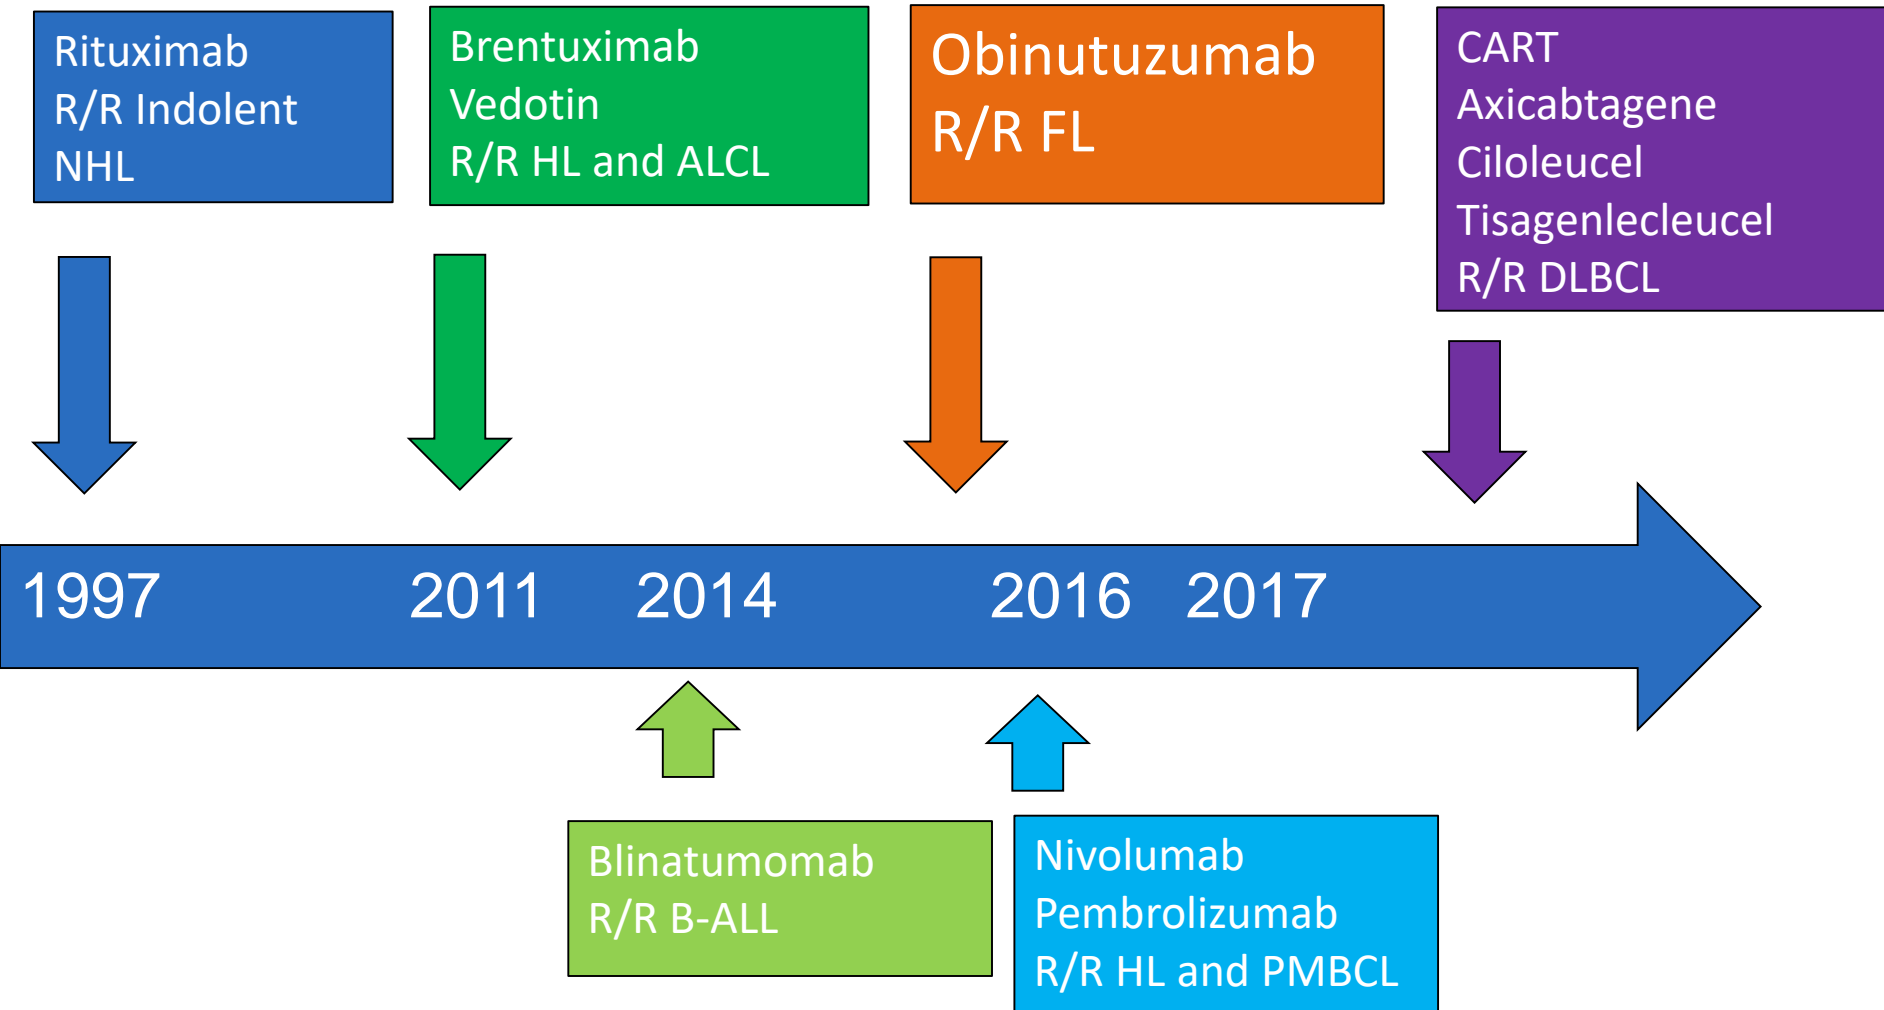 Rituximab
R/R Indolent
NHL
Brentuximab
Vedotin
R/R HL and ALCL
Obinutuzumab
R/R FL
CART
Axicabtagene
Ciloleucel
Tisagenlecleucel
R/R DLBCL
1997 2011 2014 2016 2017
Blinatumomab
R/R B-ALL
Nivolumab
Pembrolizumab
R/R HL and PMBCL